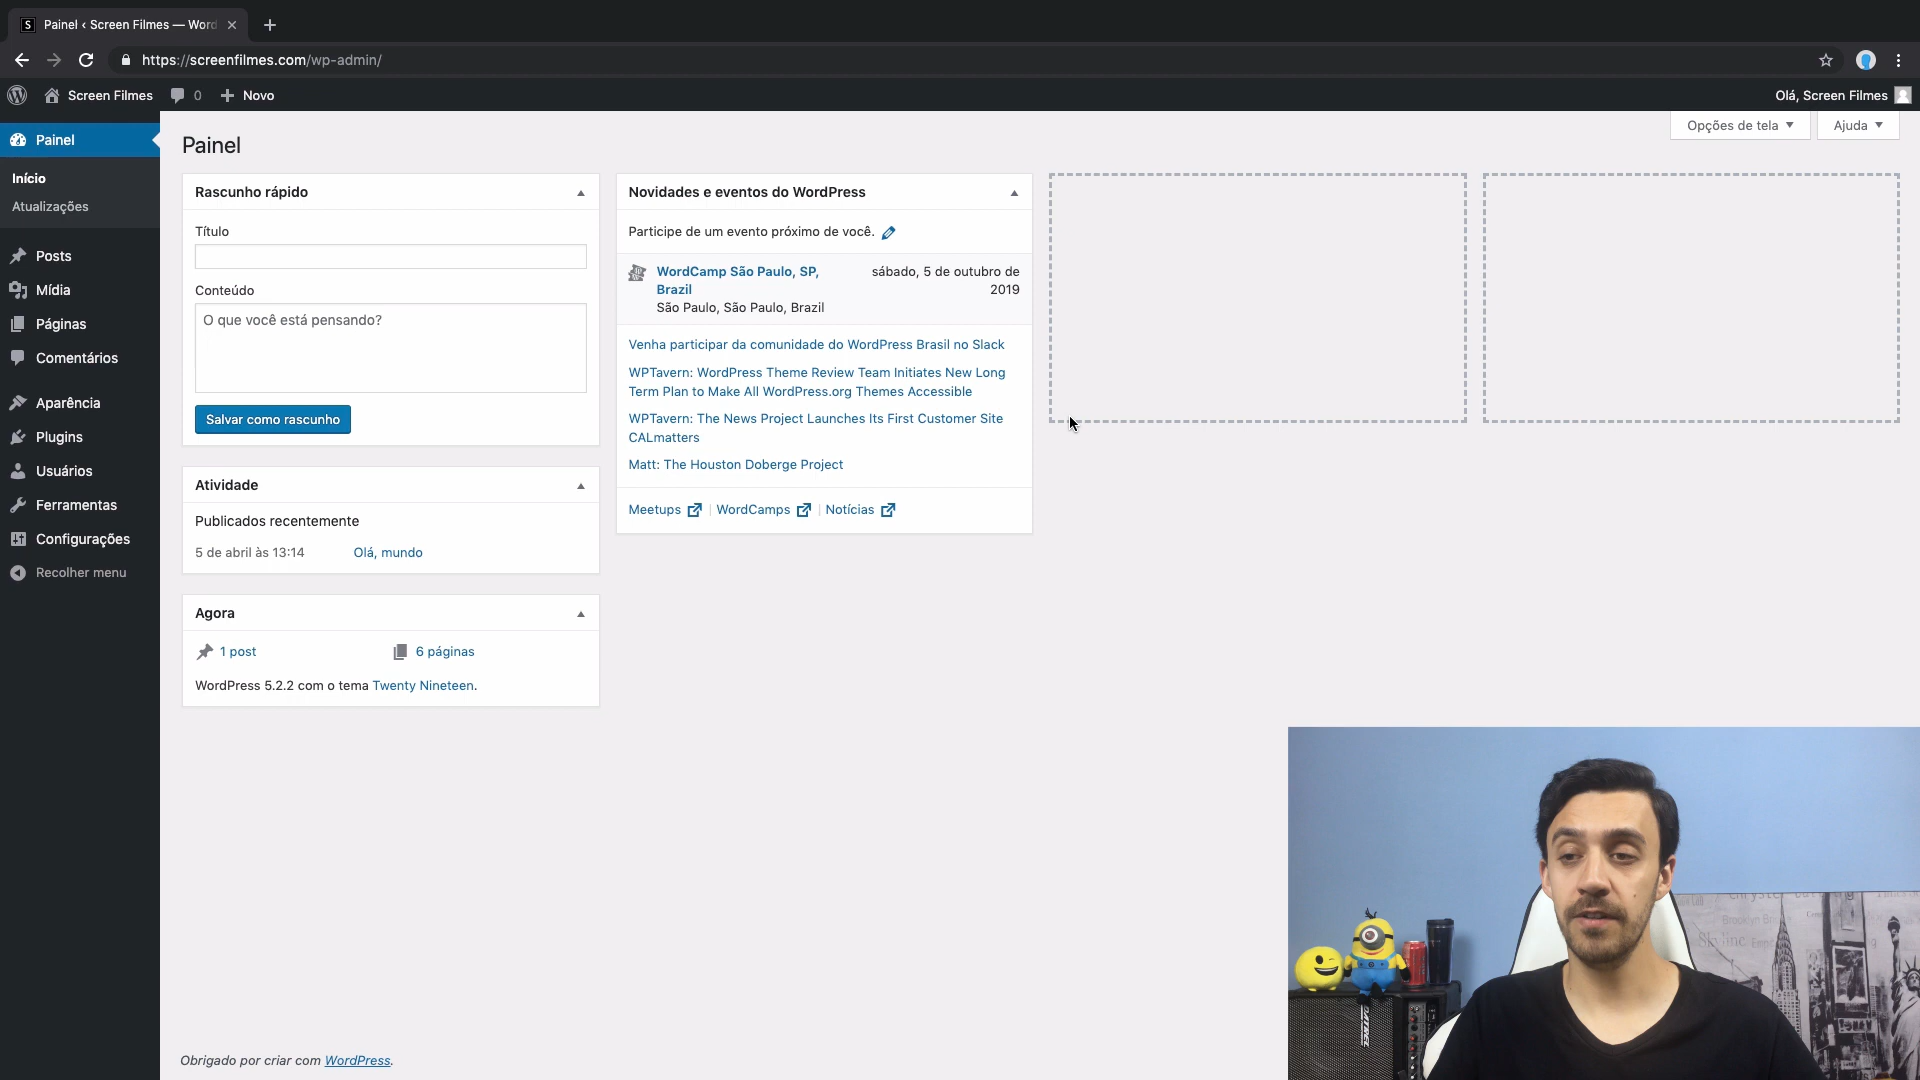 Painel ‹ Screen Filmes — Word
https://screenfilmes.com/wp-admin/
Screen Filmes
0
Novo
Olá, Screen Filmes
Opções de tela
Ajuda
Painel
Início
Atualizações
Posts
Mídia
Páginas
Comentários
Aparência
Plugins
Usuários
Ferramentas
Configurações
Recolher menu
Painel
Rascunho rápido
Título
Conteúdo
O que você está pensando?
Salvar como rascunho
Atividade
Publicados recentemente
5 de abril às 13:14 Olá, mundo
Agora
1 post 6 páginas
WordPress 5.2.2 com o tema Twenty Nineteen.
Novidades e eventos do WordPress
Participe de um evento próximo de você.
WordCamp São Paulo, SP,
Brazil
São Paulo, São Paulo, Brazil
sábado, 5 de outubro de
2019
Venha participar da comunidade do WordPress Brasil no Slack
WPTavern: WordPress Theme Review Team Initiates New Long
Term Plan to Make All WordPress.org Themes Accessible
WPTavern: The News Project Launches Its First Customer Site
CALmatters
Matt: The Houston Doberge Project
Meetups | WordCamps | Notícias
Obrigado por criar com WordPress.
Skyline